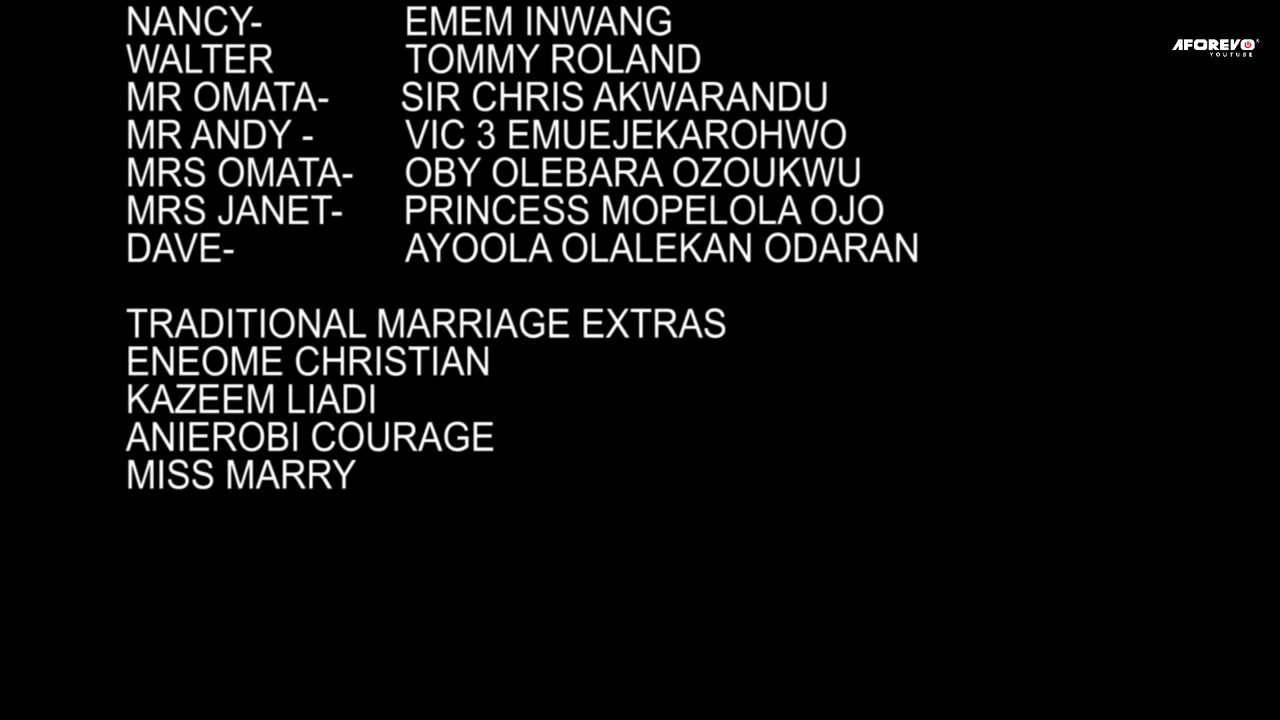 NANCY- EMEM INWANG
WALTER TOMMY ROLAND
MR OMATA- SIR CHRIS AKWARANDU
MR ANDY - VIC 3 EMUEJEKAROHWO
MRS OMATA- OBY OLEBARA OZOUKWU
MRS JANET- PRINCESS MOPELOLA OJO
DAVE- AYOOLA OLALEKAN ODARAN
TRADITIONAL MARRIAGE EXTRAS
ENEOME CHRISTIAN
KAZEEM LIADI
ANIEROBI COURAGE
MISS MARRY
AFOREVO
YOUTUBE